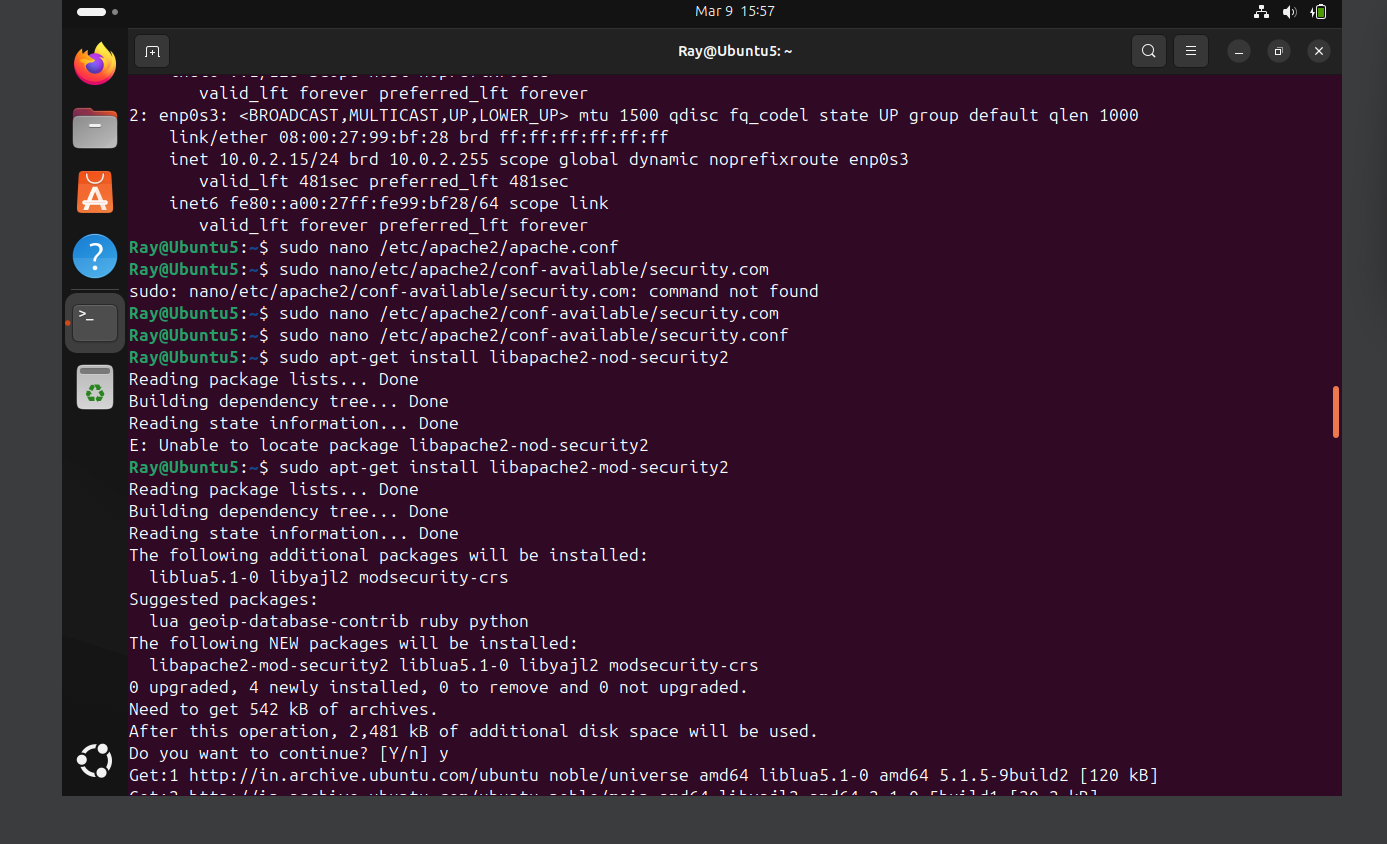 Mar 9 15:57
Ray@Ubuntu5: ~
valid_lft forever preferred_lft forever
2: enp0s3: <BROADCAST,MULTICAST,UP,LOWER_UP> mtu 1500 qdisc fq_codel state UP group default qlen 1000
link/ether 08:00:27:99:bf:28 brd ff:ff:ff:ff:ff:ff
inet 10.0.2.15/24 brd 10.0.2.255 scope global dynamic noprefixroute enp0s3
valid_lft 481sec preferred_lft 481sec
inet6 fe80::a00:27ff:fe99:bf28/64 scope link
valid_lft forever preferred_lft forever
Ray@Ubuntu5:~$ sudo nano /etc/apache2/apache.conf
Ray@Ubuntu5:~$ sudo nano/etc/apache2/conf-available/security.com
sudo: nano/etc/apache2/conf-available/security.com: command not found
Ray@Ubuntu5:~$ sudo nano /etc/apache2/conf-available/security.com
Ray@Ubuntu5:~$ sudo nano /etc/apache2/conf-available/security.conf
Ray@Ubuntu5:~$ sudo apt-get install libapache2-nod-security2
Reading package lists... Done
Building dependency tree... Done
Reading state information... Done
E: Unable to locate package libapache2-nod-security2
Ray@Ubuntu5:~$ sudo apt-get install libapache2-mod-security2
Reading package lists... Done
Building dependency tree... Done
Reading state information... Done
The following additional packages will be installed:
liblua5.1-0 libyajl2 modsecurity-crs
Suggested packages:
lua geoip-database-contrib ruby python
The following NEW packages will be installed:
libapache2-mod-security2 liblua5.1-0 libyajl2 modsecurity-crs
0 upgraded, 4 newly installed, 0 to remove and 0 not upgraded.
Need to get 542 kB of archives.
After this operation, 2,481 kB of additional disk space will be used.
Do you want to continue? [Y/n] y
Get:1 http://in.archive.ubuntu.com/ubuntu noble/universe amd64 liblua5.1-0 amd64 5.1.5-9build2 [120 kB]